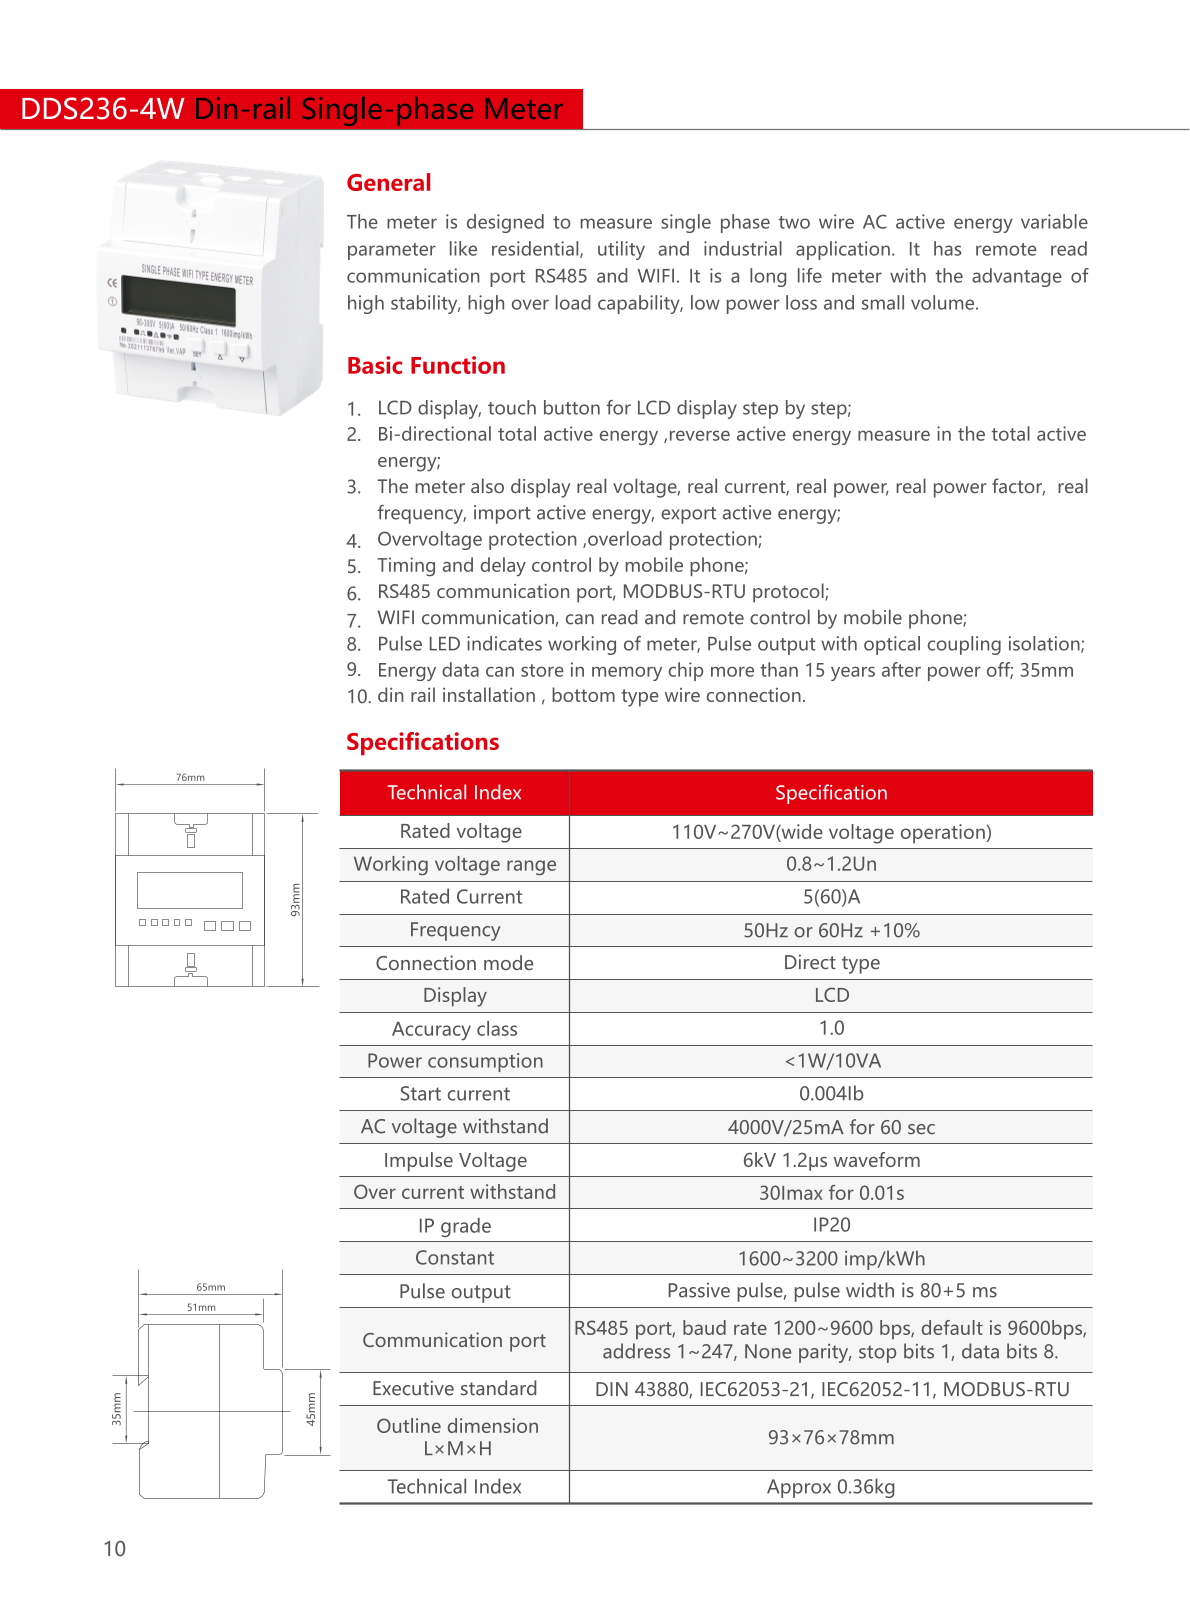 DDS236-4W Din-rail Single-phase Meter
SINGLE PHASE WIFI TYPE ENERGY METER
CE
1
90-300V 5(60)A 50/60Hz Class 1 1600imp/kWh
SET
General
The meter is designed to measure single phase two wire AC active energy variable
parameter like residential, utility and industrial application. It has remote read
communication port RS485 and WIFI. It is a long life meter with the advantage of
high stability, high over load capability, low power loss and small volume.
Basic Function
1. LCD display, touch button for LCD display step by step;
2. Bi-directional total active energy ,reverse active energy measure in the total active
energy;
3. The meter also display real voltage, real current, real power, real power factor, real
frequency, import active energy, export active energy;
4. Overvoltage protection ,overload protection;
5. Timing and delay control by mobile phone;
6. RS485 communication port, MODBUS-RTU protocol;
7. WIFI communication, can read and remote control by mobile phone;
8. Pulse LED indicates working of meter, Pulse output with optical coupling isolation;
9. Energy data can store in memory chip more than 15 years after power off; 35mm
10. din rail installation , bottom type wire connection.
Specifications
Technical Index Specification
Rated voltage 110V~270V(wide voltage operation)
Working voltage range 0.8~1.2Un
Rated Current 5(60)A
Frequency 50Hz or 60Hz +10%
Connection mode Direct type
Display LCD
Accuracy class 1.0
Power consumption <1W/10VA
Start current 0.004Ib
AC voltage withstand 4000V/25mA for 60 sec
Impulse Voltage 6kV 1.2μs waveform
Over current withstand 30Imax for 0.01s
IP grade IP20
Constant 1600~3200 imp/kWh
Pulse output Passive pulse, pulse width is 80+5 ms
Communication port RS485 port, baud rate 1200~9600 bps, default is 9600bps,
address 1~247, None parity, stop bits 1, data bits 8.
Executive standard DIN 43880, IEC62053-21, IEC62052-11, MODBUS-RTU
Outline dimension
L×M×H
93×76×78mm
Technical Index Approx 0.36kg
76mm
93mm
65mm
51mm
35mm
45mm
10